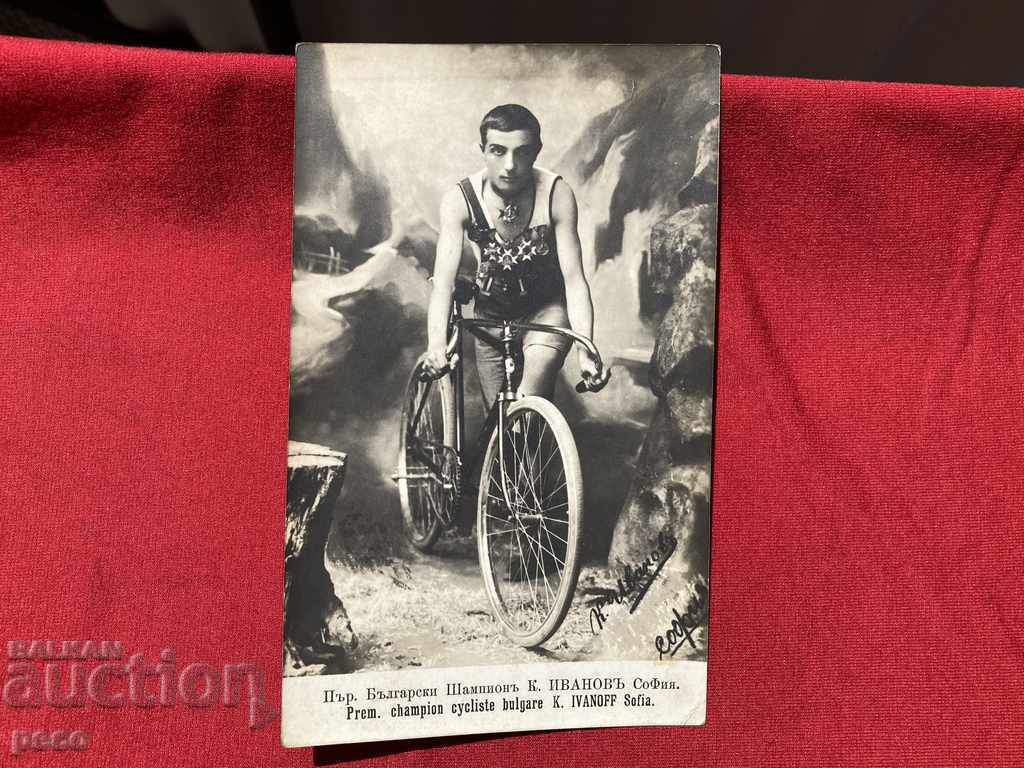 К. Ивановъ
София
Пър. Български Шампионъ К. ИВАНОВЪ София.
Prem. champion cycliste bulgare K. IVANOFF Sofia.
BALKAN
auction
peco